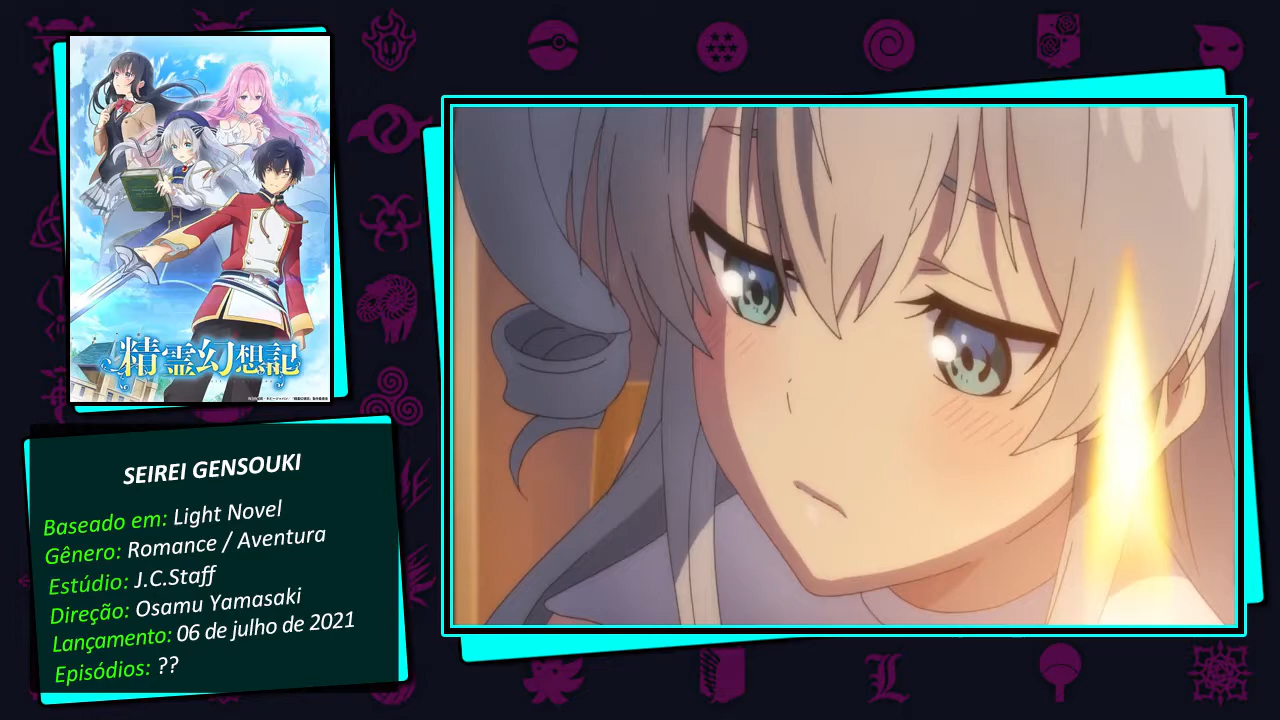 精霊幻想記
SEIREI GENSOUKI
Baseado em: Light Novel
Gênero: Romance / Aventura
Estúdio: J.C.Staff
Direção: Osamu Yamasaki
Lançamento: 06 de julho de 2021
Episódios: ??